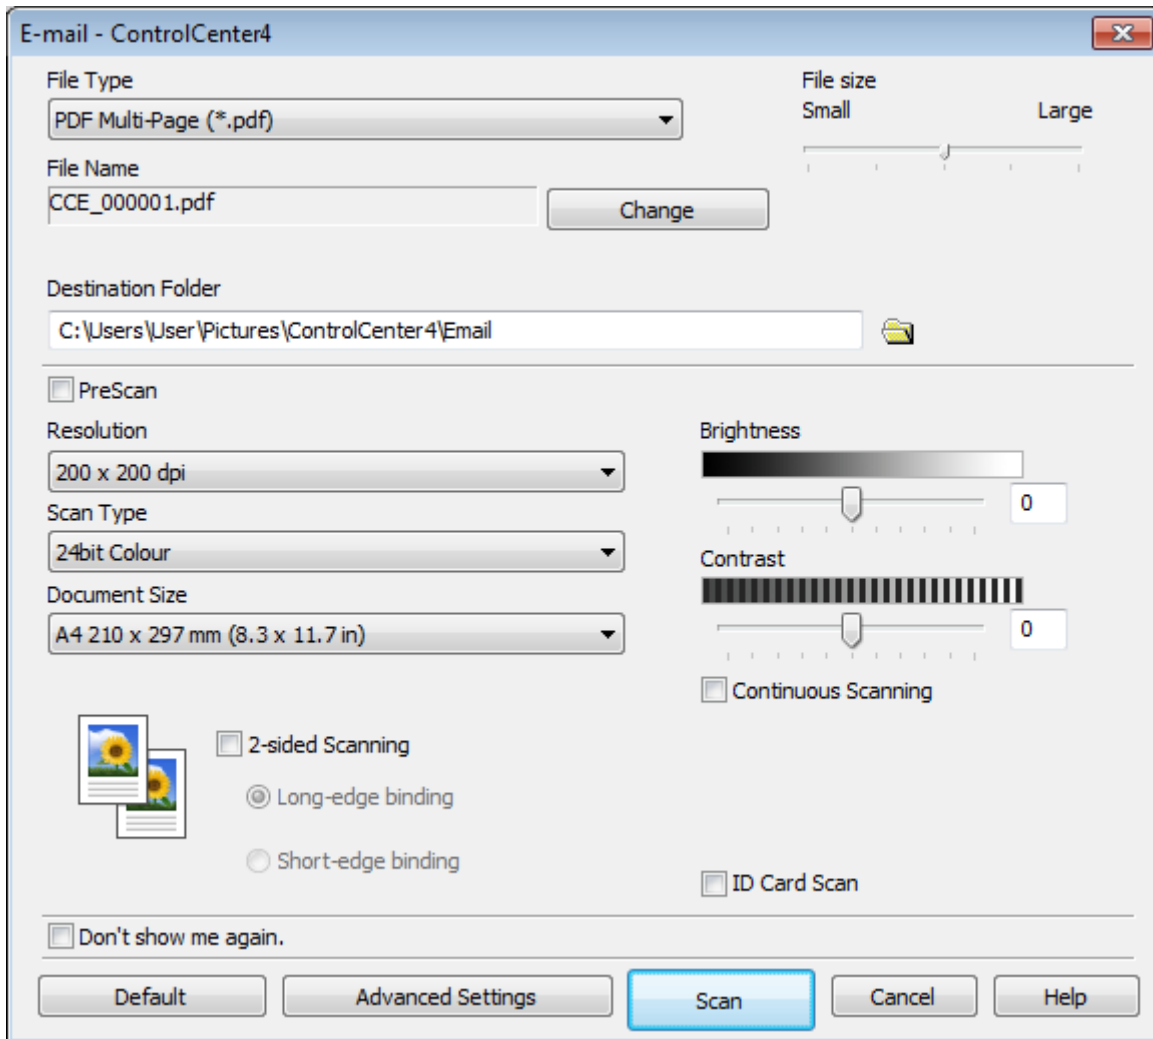 E-mail - ControlCenter4
File Type
File size
PDF Multi-Page (*.pdf)
Small Large
File Name
CCE_000001.pdf
Change
Destination Folder
C:\Users\User\Pictures\ControlCenter4\Email
PreScan
Resolution
200 x 200 dpi
Scan Type
24bit Colour
Document Size
A4 210 x 297 mm (8.3 x 11.7 in)
Brightness
0
Contrast
0
Continuous Scanning
2-sided Scanning
Long-edge binding
Short-edge binding
ID Card Scan
Don't show me again.
Default Advanced Settings Scan Cancel Help